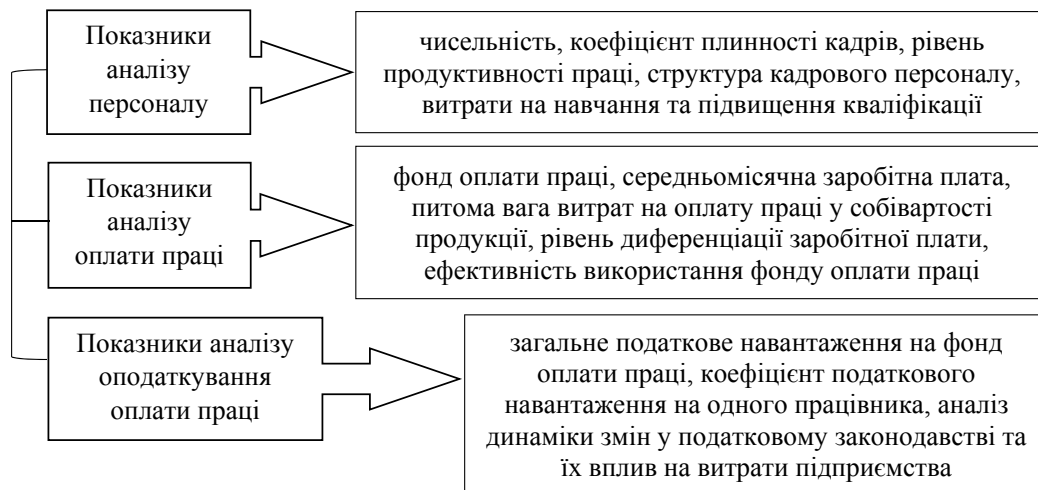 Показники
аналізу
персоналу
чисельність, коефіцієнт плинності кадрів, рівень
продуктивності праці, структура кадрового персоналу,
витрати на навчання та підвищення кваліфікації
Показники
аналізу
оплати праці
фонд оплати праці, середньомісячна заробітна плата,
питома вага витрат на оплату праці у собівартості
продукції, рівень диференціації заробітної плати,
ефективність використання фонду оплати праці
Показники аналізу
оподаткування
оплати праці
загальне податкове навантаження на фонд
оплати праці, коефіцієнт податкового
навантаження на одного працівника, аналіз
динаміки змін у податковому законодавстві та
їх вплив на витрати підприємства